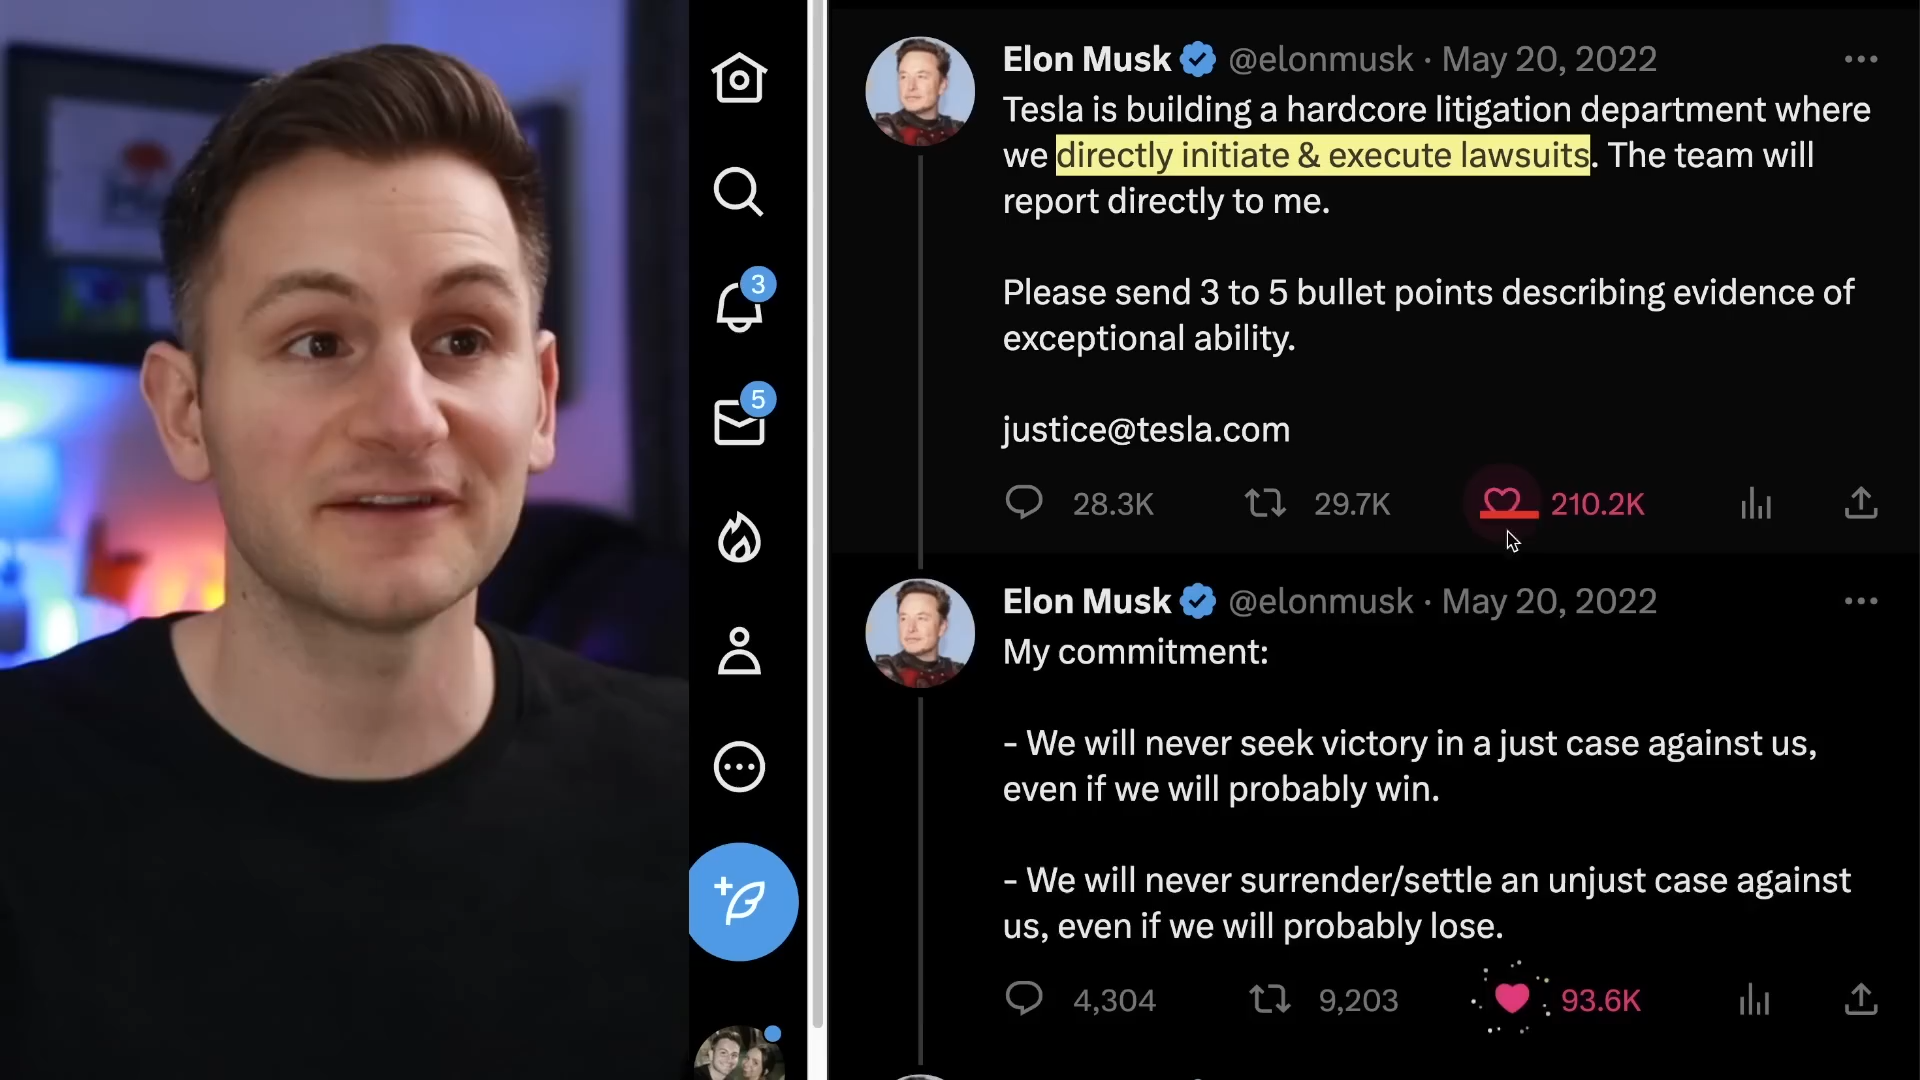 3
5
Elon Musk @elonmusk · May 20, 2022
Tesla is building a hardcore litigation department where
we directly initiate & execute lawsuits. The team will
report directly to me.
Please send 3 to 5 bullet points describing evidence of
exceptional ability.
justice@tesla.com
28.3K 29.7K 210.2K
Elon Musk @elonmusk · May 20, 2022
My commitment:
- We will never seek victory in a just case against us,
even if we will probably win.
- We will never surrender/settle an unjust case against
us, even if we will probably lose.
4,304 9,203 93.6K